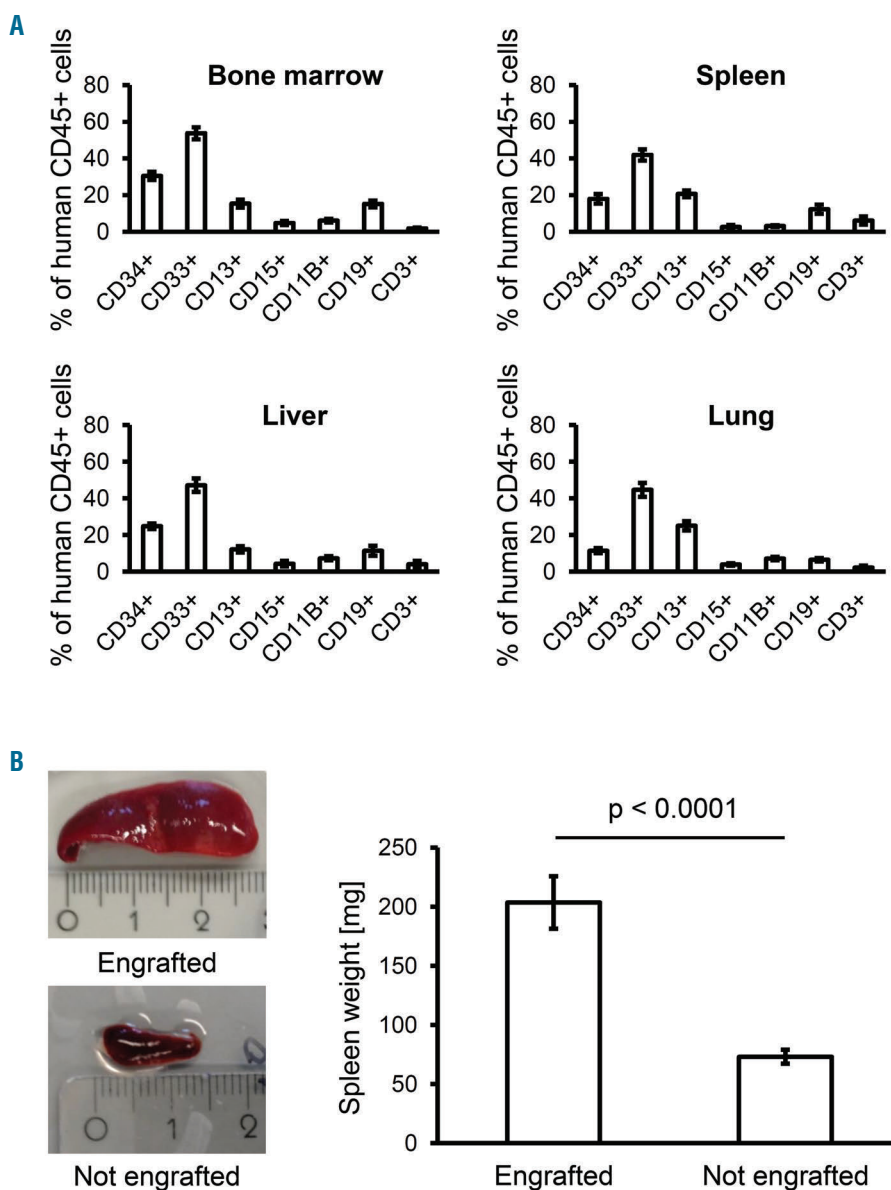 A
% of human CD45+ cells
Bone marrow
80
60
40
20
0
CD34+
CD33+
CD13+
CD15+
CD11B+
CD19+
CD3+
% of human CD45+ cells
Spleen
80
60
40
20
0
CD34+
CD33+
CD13+
CD15+
CD11B+
CD19+
CD3+
% of human CD45+ cells
Liver
80
60
40
20
0
CD34+
CD33+
CD13+
CD15+
CD11B+
CD19+
CD3+
% of human CD45+ cells
Lung
80
60
40
20
0
CD34+
CD33+
CD13+
CD15+
CD11B+
CD19+
CD3+
B
0 1 2
Engrafted
0 1 2
Not engrafted
p < 0.0001
Spleen weight [mg]
250
200
150
100
50
0
Engrafted
Not engrafted